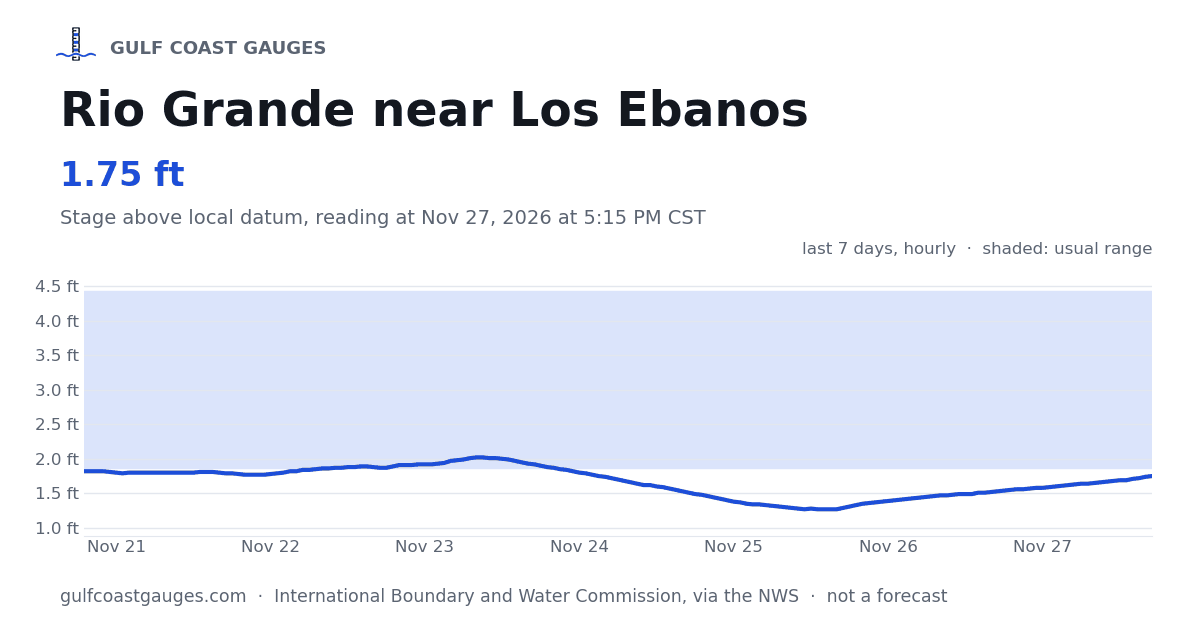 GULF COAST GAUGES
Rio Grande near Los Ebanos
1.75 ft
Stage above local datum, reading at Nov 27, 2026 at 5:15 PM CST
last 7 days, hourly · shaded: usual range
4.5 ft
4.0 ft
3.5 ft
3.0 ft
2.5 ft
2.0 ft
1.5 ft
1.0 ft
Nov 21 Nov 22 Nov 23 Nov 24 Nov 25 Nov 26 Nov 27
gulfcoastgauges.com · International Boundary and Water Commission, via the NWS · not a forecast